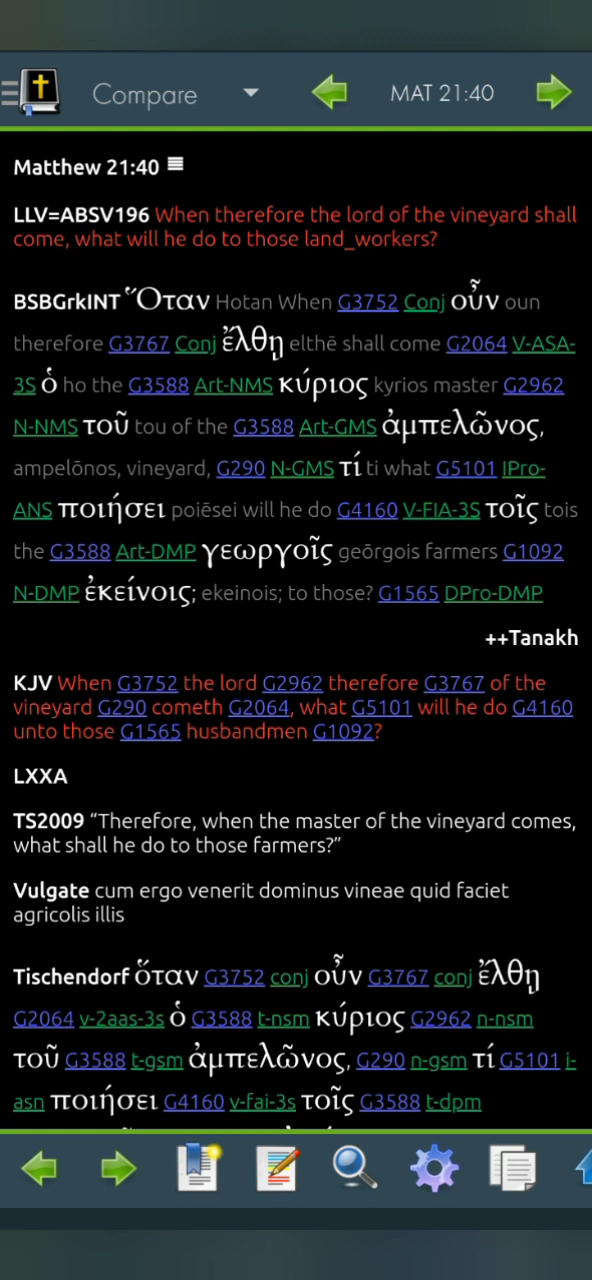 Compare MAT 21:40
Matthew 21:40
LLV=ABSV196 When therefore the lord of the vineyard shall
come, what will he do to those land_workers?
BSBGrkINT Ὅταν Hotan When G3752 Conj οὖν oun
therefore G3767 Conj ἔλθῃ elthē shall come G2064 V-ASA-
3S ὁ ho the G3588 Art-NMS κύριος kyrios master G2962
N-NMS τοῦ tou of the G3588 Art-GMS ἀμπελῶνος,
ampelōnos, vineyard, G290 N-GMS τί ti what G5101 IPro-
ANS ποιήσει poiēsei will he do G4160 V-FIA-3S τοῖς tois
the G3588 Art-DMP γεωργοῖς geōrgois farmers G1092
N-DMP ἐκείνοις; ekeinois; to those? G1565 DPro-DMP
++Tanakh
KJV When G3752 the lord G2962 therefore G3767 of the
vineyard G290 cometh G2064, what G5101 will he do G4160
unto those G1565 husbandmen G1092?
LXXA
TS2009 “Therefore, when the master of the vineyard comes,
what shall he do to those farmers?”
Vulgate cum ergo venerit dominus vineae quid faciet
agricolis illis
Tischendorf ὅταν G3752 conj οὖν G3767 conj ἔλθῃ
G2064 v-2aas-3s ὁ G3588 t-nsm κύριος G2962 n-nsm
τοῦ G3588 t-gsm ἀμπελῶνος, G290 n-gsm τί G5101 i-
asn ποιήσει G4160 v-fai-3s τοῖς G3588 t-dpm